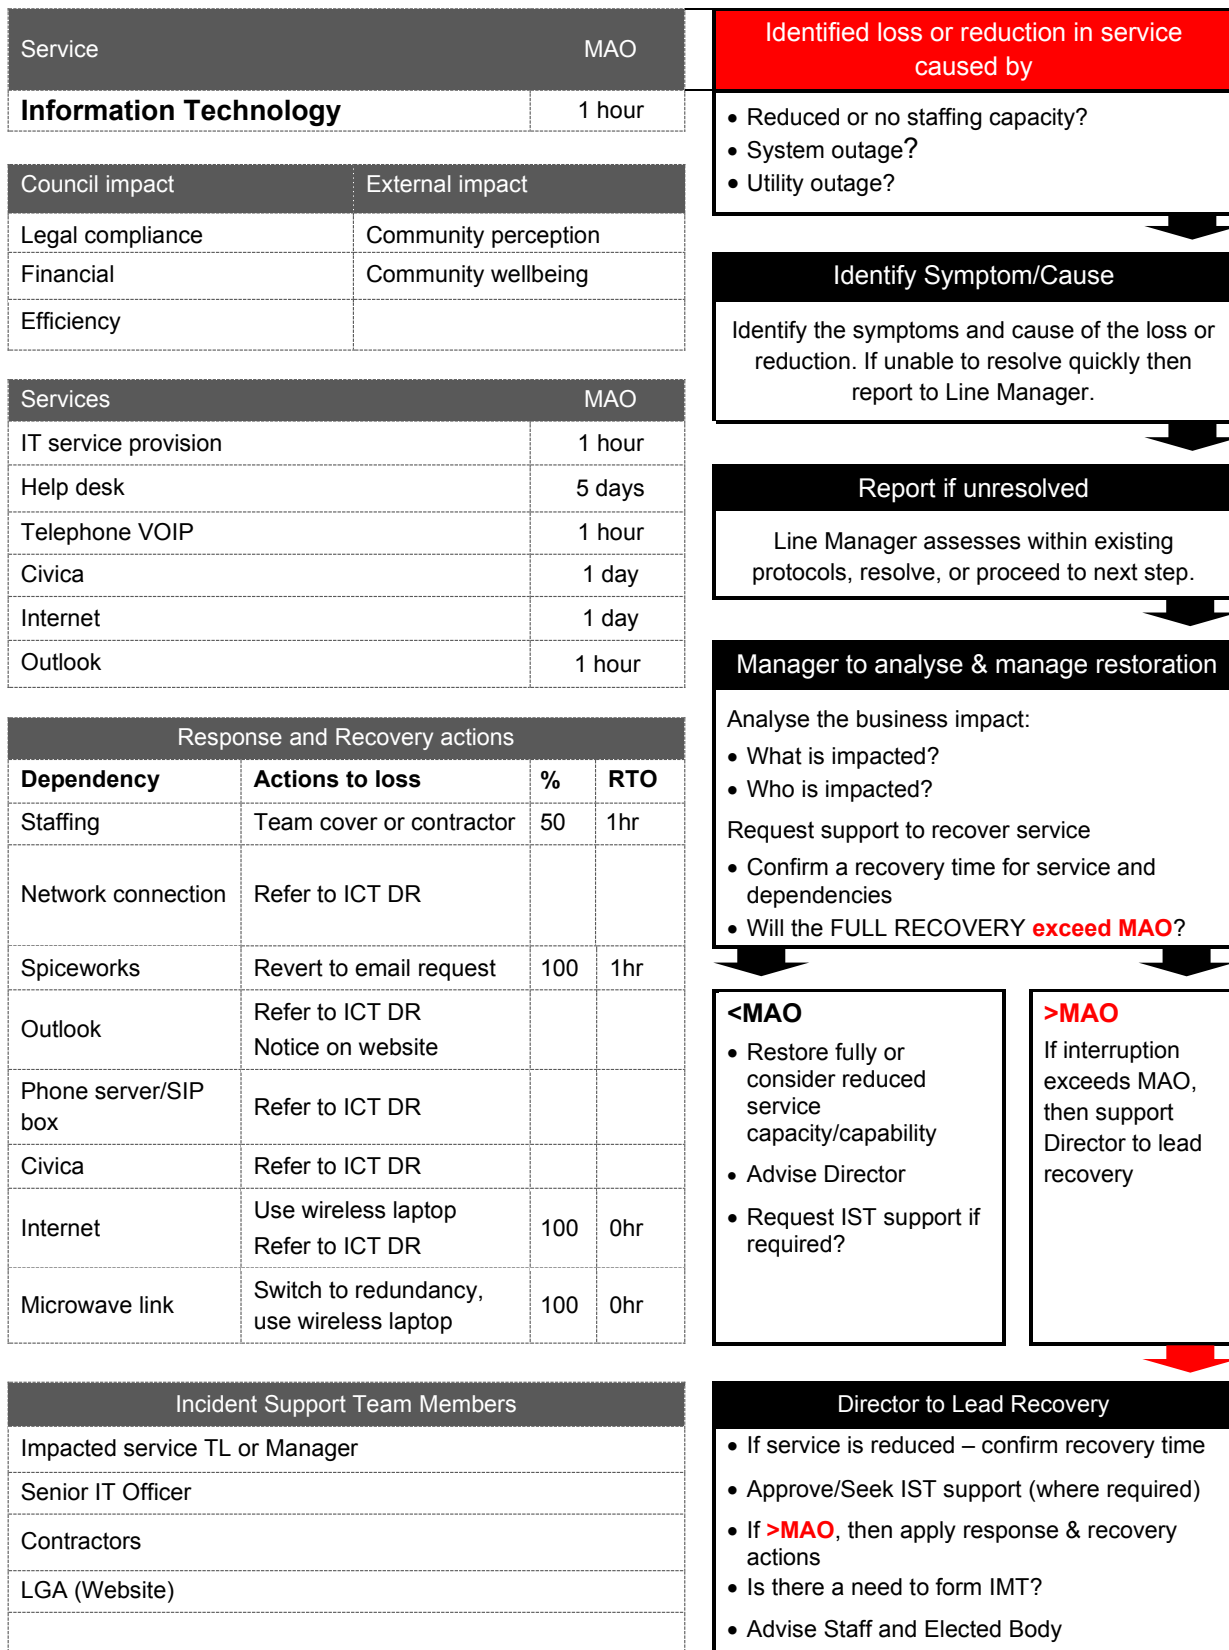 Service MAO
Information Technology 1 hour
Council impact External impact
Legal compliance Community perception
Financial Community wellbeing
Efficiency
Services MAO
IT service provision 1 hour
Help desk 5 days
Telephone VOIP 1 hour
Civica 1 day
Internet 1 day
Outlook 1 hour
Response and Recovery actions
Dependency Actions to loss % RTO
Staffing Team cover or contractor 50 1hr
Network connection Refer to ICT DR
Spiceworks Revert to email request 100 1hr
Outlook Refer to ICT DR
Notice on website
Phone server/SIP
box Refer to ICT DR
Civica Refer to ICT DR
Internet Use wireless laptop 100 0hr
Refer to ICT DR
Microwave link Switch to redundancy, 100 0hr
use wireless laptop
Incident Support Team Members
Impacted service TL or Manager
Senior IT Officer
Contractors
LGA (Website)
Identified loss or reduction in service
caused by
• Reduced or no staffing capacity?
• System outage?
• Utility outage?
Identify Symptom/Cause
Identify the symptoms and cause of the loss or
reduction. If unable to resolve quickly then
report to Line Manager.
Report if unresolved
Line Manager assesses within existing
protocols, resolve, or proceed to next step.
Manager to analyse & manage restoration
Analyse the business impact:
• What is impacted?
• Who is impacted?
Request support to recover service
• Confirm a recovery time for service and
dependencies
• Will the FULL RECOVERY exceed MAO?
<MAO
• Restore fully or
consider reduced
service
capacity/capability
• Advise Director
• Request IST support if
required?
>MAO
If interruption
exceeds MAO,
then support
Director to lead
recovery
Director to Lead Recovery
• If service is reduced – confirm recovery time
• Approve/Seek IST support (where required)
• If >MAO, then apply response & recovery
actions
• Is there a need to form IMT?
• Advise Staff and Elected Body